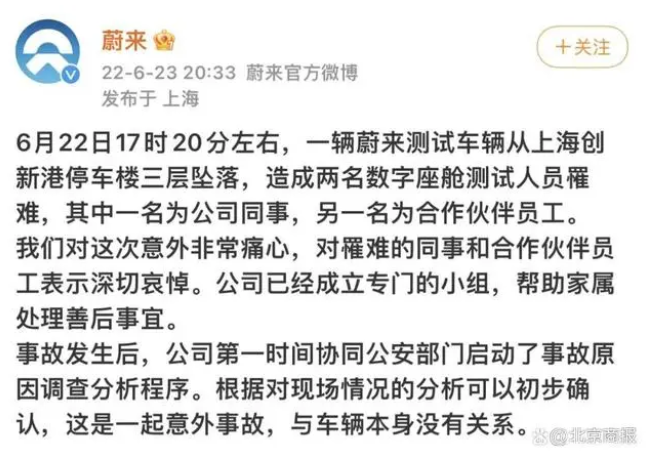 蔚来
+关注
22-6-23 20:33 蔚来官方微博
发布于 上海
6月22日17时20分左右，一辆蔚来测试车辆从上海创
新港停车楼三层坠落，造成两名数字座舱测试人员罹
难，其中一名为公司同事，另一名为合作伙伴员工。
我们对这次意外非常痛心，对罹难的同事和合作伙伴员
工表示深切哀悼。公司已经成立专门的小组，帮助家属
处理善后事宜。
事故发生后，公司第一时间协同公安部门启动了事故原
因调查分析程序。根据对现场情况的分析可以初步确
认，这是一起意外事故，与车辆本身没有关系。
@北京商报